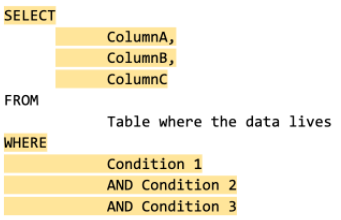 SELECT
ColumnA,
ColumnB,
ColumnC
FROM
Table where the data lives
WHERE
Condition 1
AND Condition 2
AND Condition 3